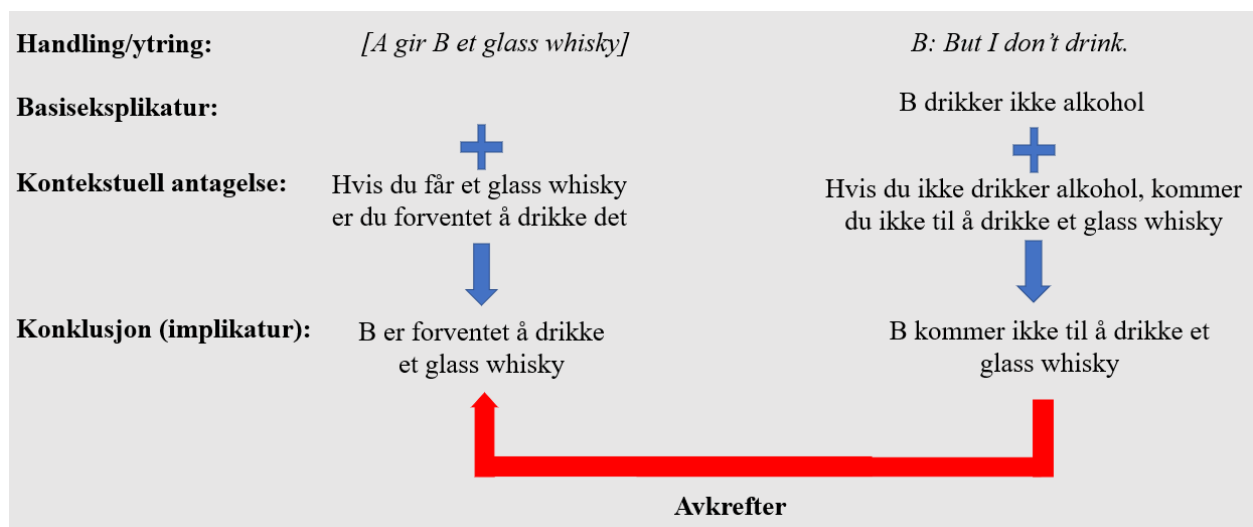 Handling/ytring: [A gir B et glass whisky] B: But I don’t drink.
Basiseksplikatur: B drikker ikke alkohol
Kontekstuell antagelse: Hvis du får et glass whisky Hvis du ikke drikker alkohol, kommer
er du forventet å drikke det du ikke til å drikke et glass whisky
Konklusjon (implikatur): B er forventet å drikke B kommer ikke til å drikke et
et glass whisky glass whisky
Avkrefter